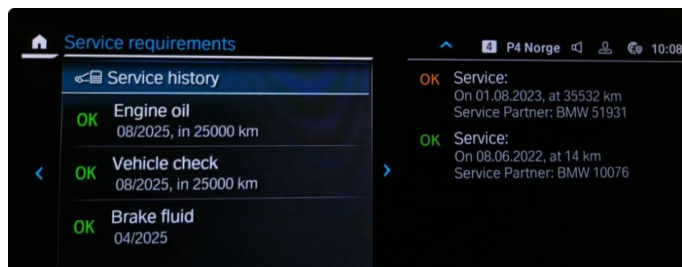 Service requirements
4 P4 Norge 10:08
Service history
OK Engine oil
08/2025, in 25000 km
OK Vehicle check
08/2025, in 25000 km
OK Brake fluid
04/2025
OK Service:
On 01.08.2023, at 35532 km
Service Partner: BMW 51931
OK Service:
On 08.06.2022, at 14 km
Service Partner: BMW 10076